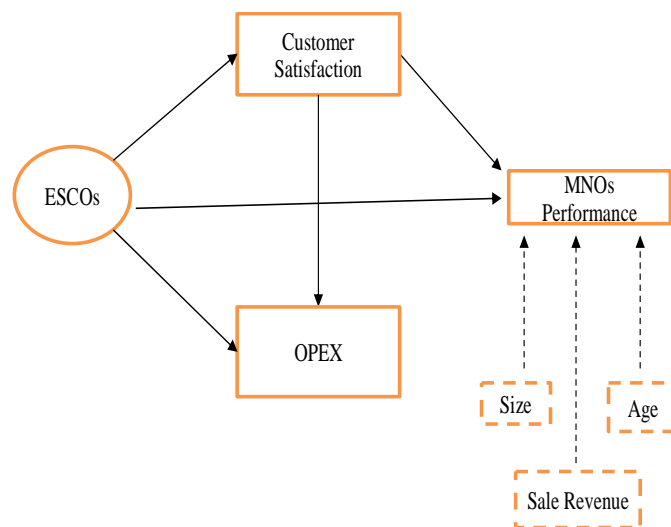 Customer
Satisfaction
ESCOs
MNOs
Performance
OPEX
Size
Age
Sale Revenue